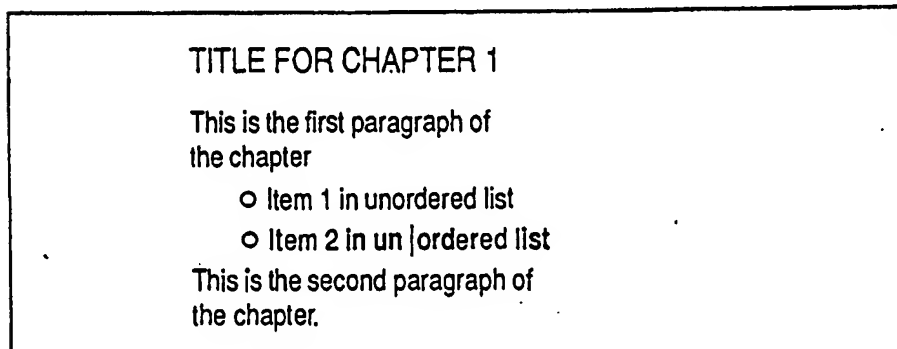 TITLE FOR CHAPTER 1
This is the first paragraph of
the chapter
o Item 1 in unordered list
o Item 2 in un |ordered list
This is the second paragraph of
the chapter.